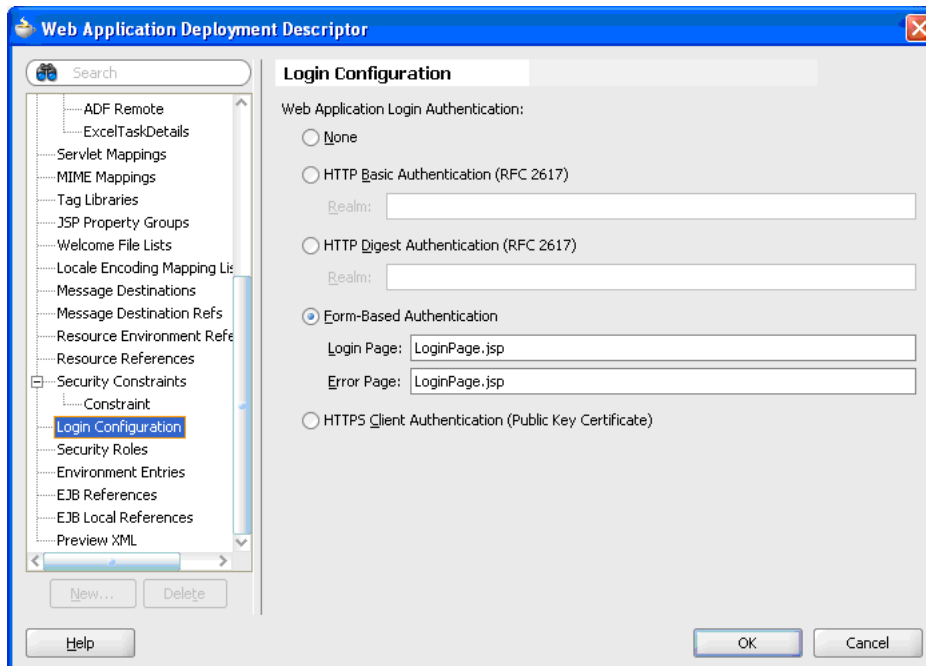 Web Application Deployment Descriptor
Search
ADF Remote
ExcelTaskDetails
Servlet Mappings
MIME Mappings
Tag Libraries
JSP Property Groups
Welcome File Lists
Locale Encoding Mapping Lis
Message Destinations
Message Destination Refs
Resource Environment Refe
Resource References
Security Constraints
Constraint
Login Configuration
Security Roles
Environment Entries
EJB References
EJB Local References
Preview XML
New...
Delete
Login Configuration
Web Application Login Authentication:
None
HTTP Basic Authentication (RFC 2617)
Realm:
HTTP Digest Authentication (RFC 2617)
Realm:
Form-Based Authentication
Login Page: LoginPage.jsp
Error Page: LoginPage.jsp
HTTPS Client Authentication (Public Key Certificate)
Help
OK
Cancel